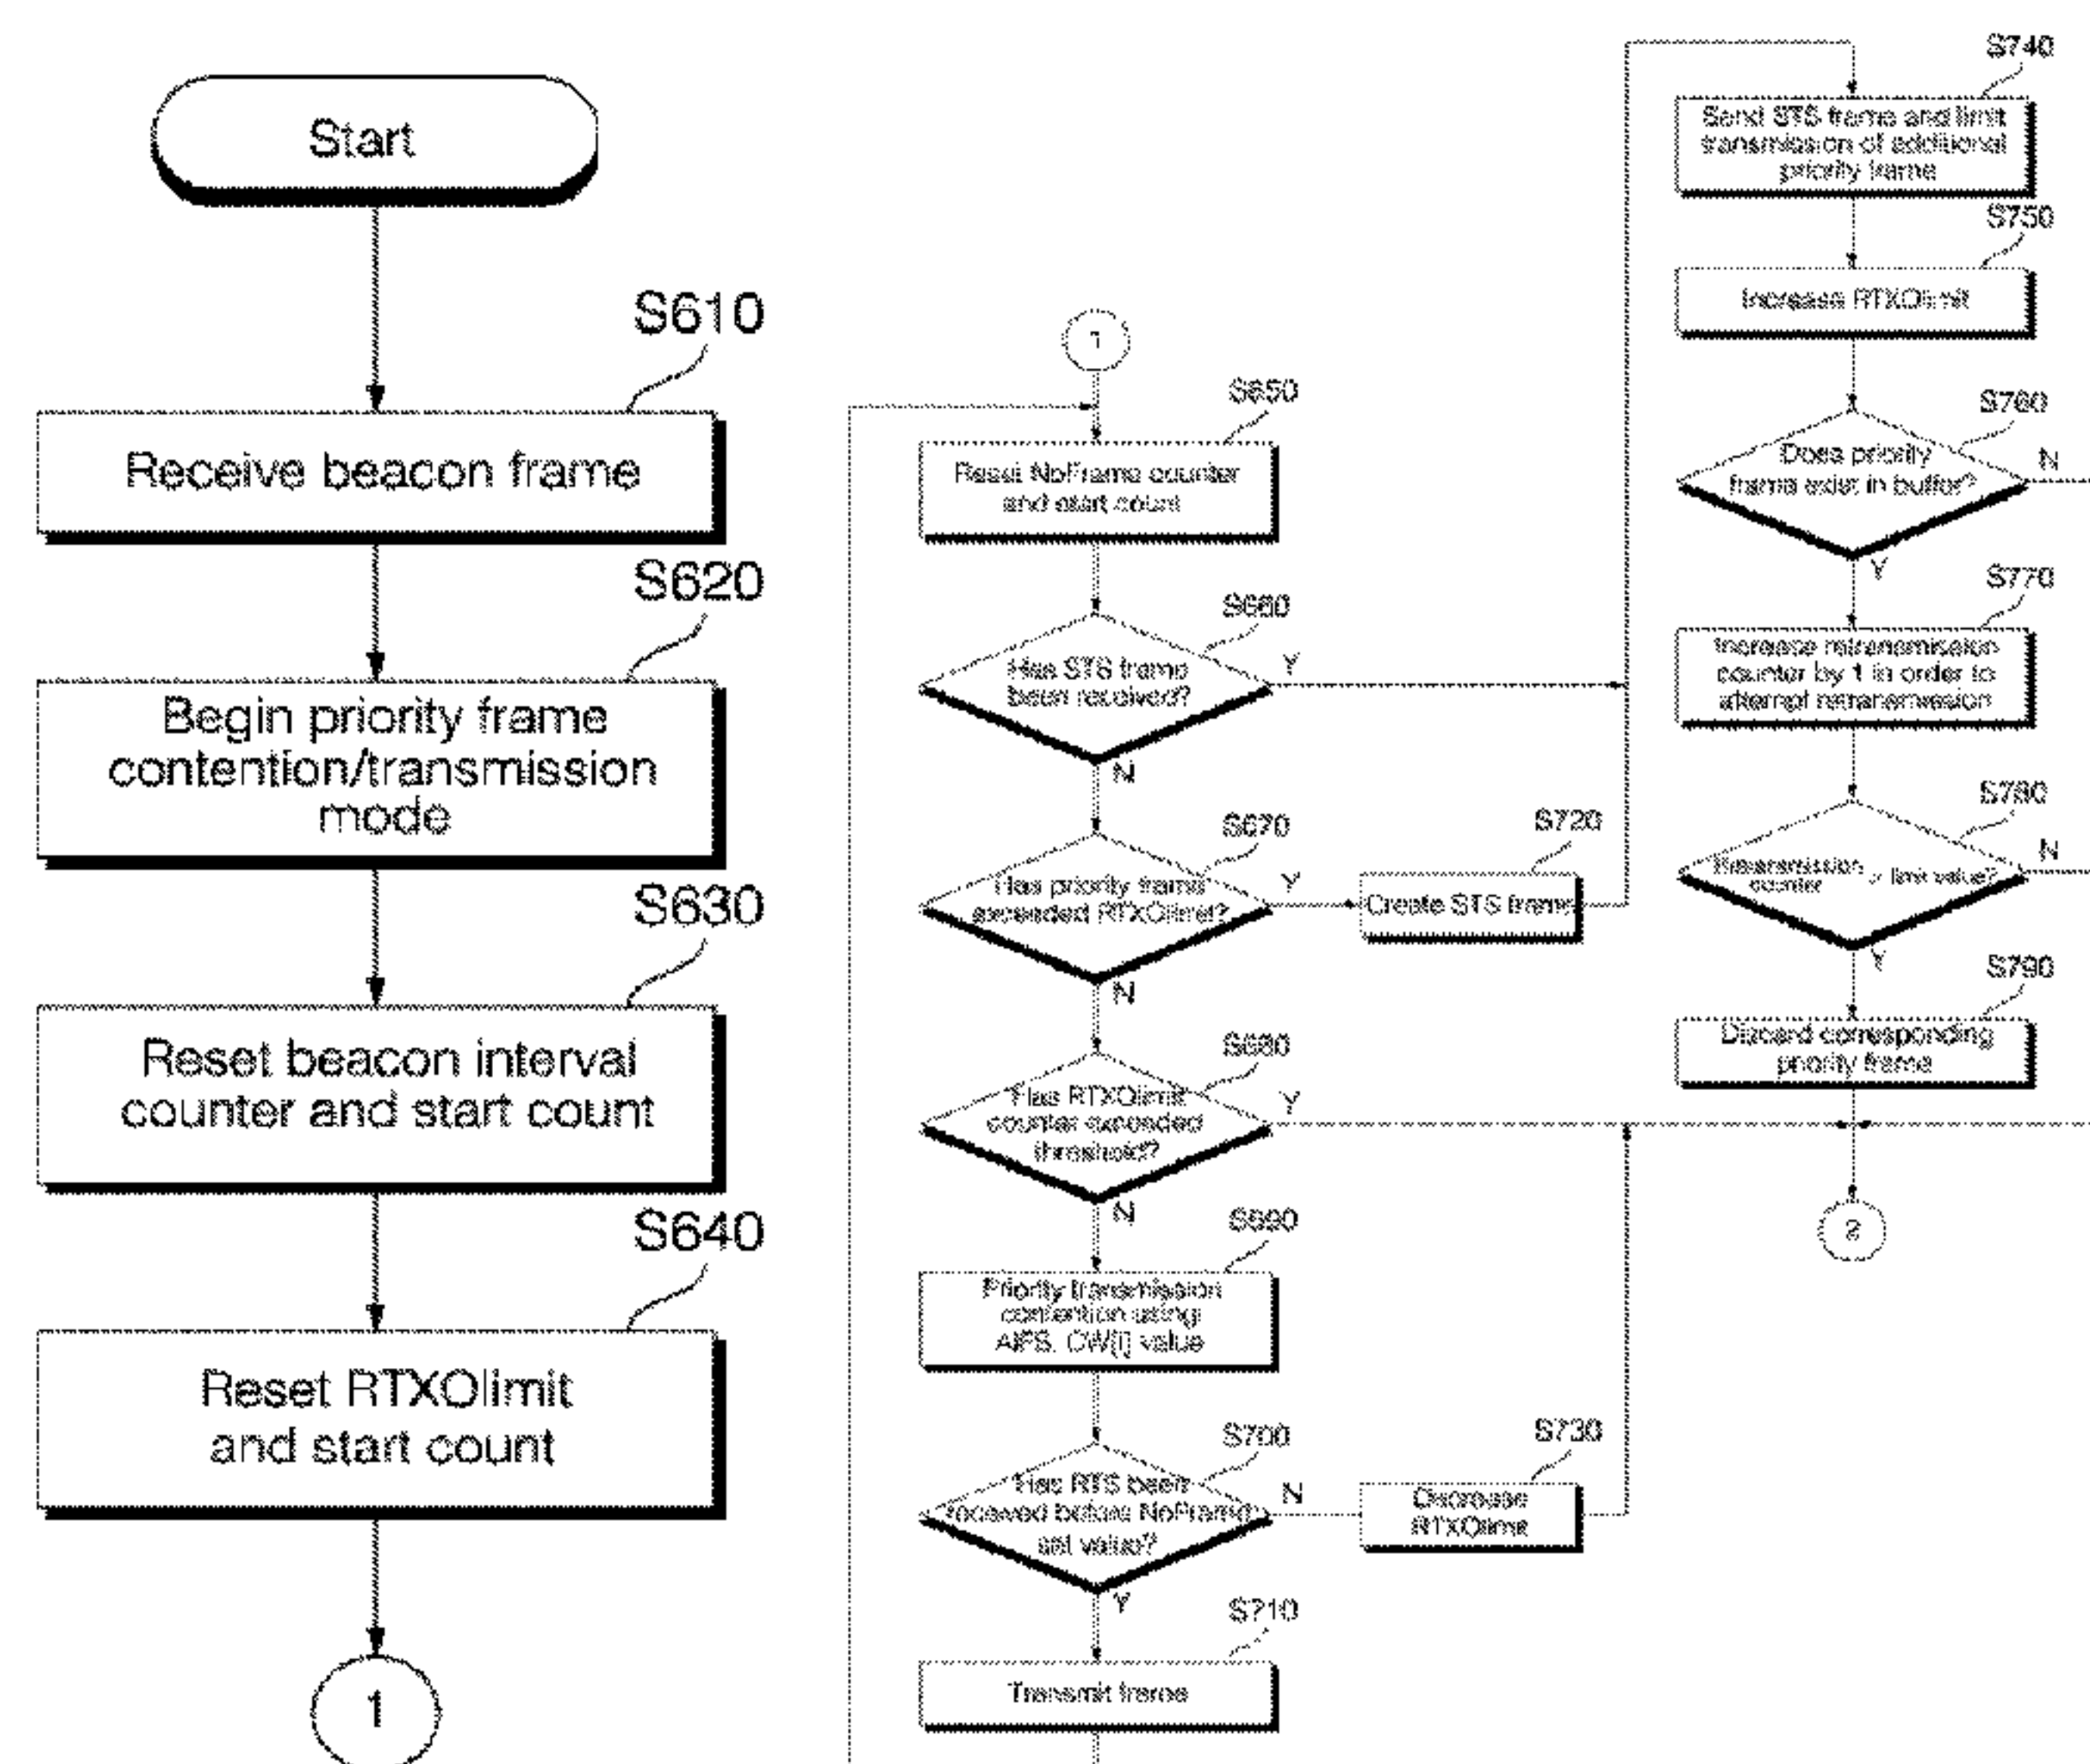 Start
S610
Receive beacon frame
S620
Begin priority frame
contention/transmission
mode
S630
Reset beacon interval
counter and start count
S640
Reset RTXOlimit
and start count
1
1
S650
Reset NoFrame counter
and start count
S660
Has STS frame
been received?
Y
N
S670
Has priority frame
exceeded RTXOlimit?
Y
N
S720
Create STS frame
S680
Has RTXOlimit
counter exceeded
threshold?
Y
N
S690
Priority transmission
contention using
AIFS, CW[i] value
S700
Has RTS been
received before NoFrame
set value?
N
Y
S730
Decrease
RTXOlimit
S710
Transmit frame
S740
Send STS frame and limit
transmission of additional
priority frame
S750
Increase RTXOlimit
S760
Does priority
frame exist in buffer?
N
Y
S770
Increase retransmission
counter by 1 in order to
attempt retransmission
S780
Retransmission
counter
limit value?
N
Y
S790
Discard corresponding
priority frame
2